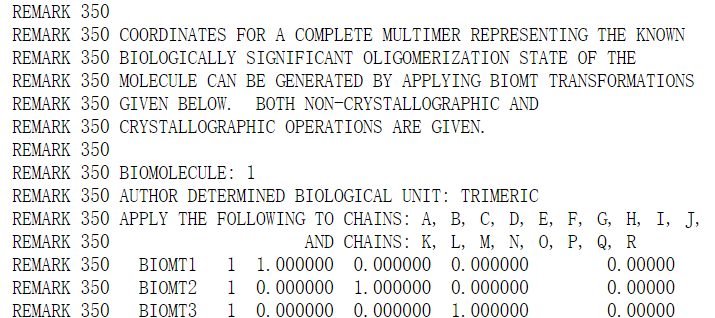 REMARK 350
REMARK 350 COORDINATES FOR A COMPLETE MULTIMER REPRESENTING THE KNOWN
REMARK 350 BIOLOGICALLY SIGNIFICANT OLIGOMERIZATION STATE OF THE
REMARK 350 MOLECULE CAN BE GENERATED BY APPLYING BIOMT TRANSFORMATIONS
REMARK 350 GIVEN BELOW.  BOTH NON-CRYSTALLOGRAPHIC AND
REMARK 350 CRYSTALLOGRAPHIC OPERATIONS ARE GIVEN.
REMARK 350
REMARK 350 BIOMOLECULE: 1
REMARK 350 AUTHOR DETERMINED BIOLOGICAL UNIT: TRIMERIC
REMARK 350 APPLY THE FOLLOWING TO CHAINS: A, B, C, D, E, F, G, H, I, J,
REMARK 350                    AND CHAINS: K, L, M, N, O, P, Q, R
REMARK 350   BIOMT1   1  1.000000  0.000000  0.000000        0.00000
REMARK 350   BIOMT2   1  0.000000  1.000000  0.000000        0.00000
REMARK 350   BIOMT3   1  0.000000  0.000000  1.000000        0.00000